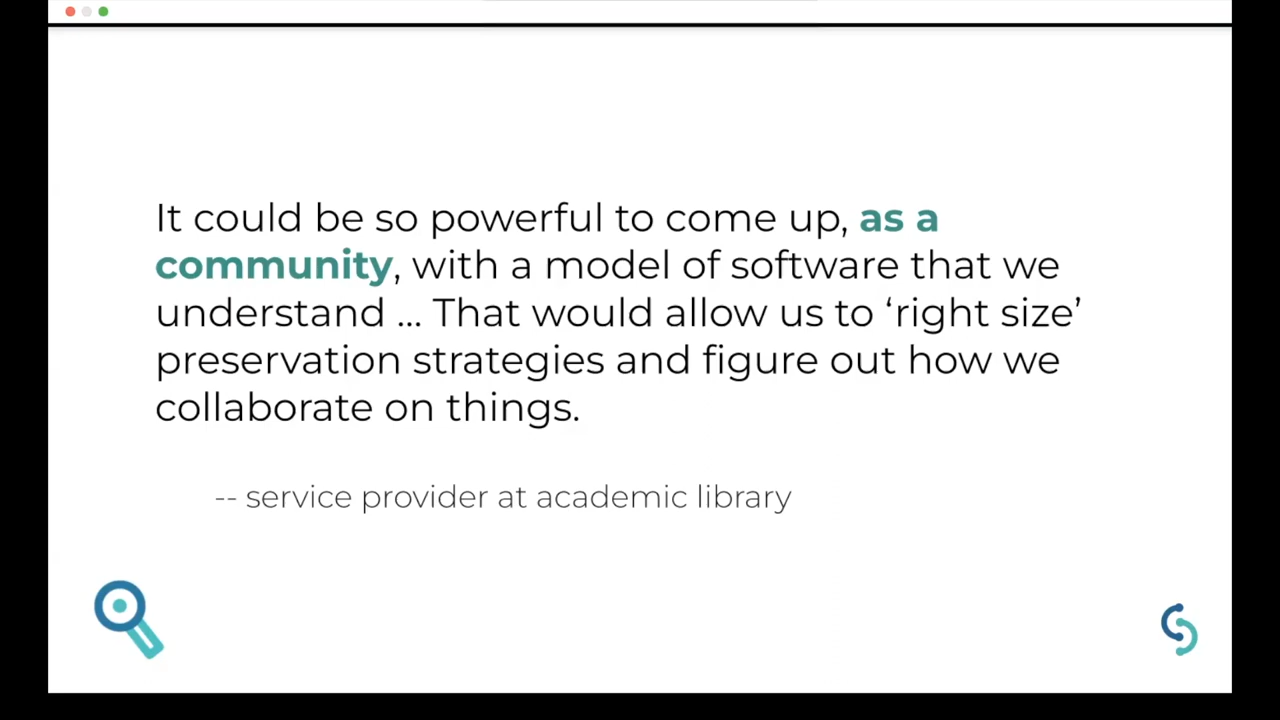 It could be so powerful to come up, as a
community, with a model of software that we
understand ... That would allow us to ‘right size’
preservation strategies and figure out how we
collaborate on things.
-- service provider at academic library